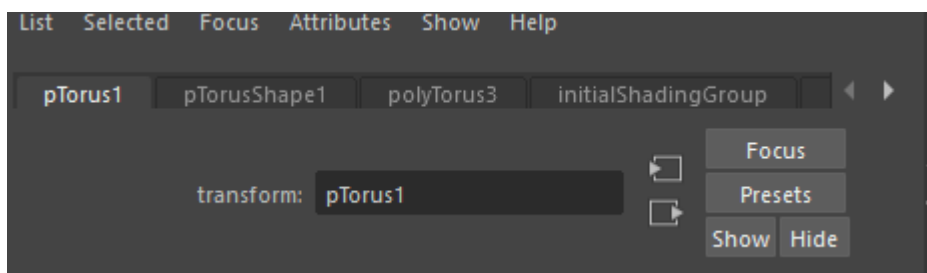 List Selected Focus Attributes Show Help
pTorus1 pTorusShape1 polyTorus3 initialShadingGroup
Focus
transform: pTorus1 Presets
Show Hide